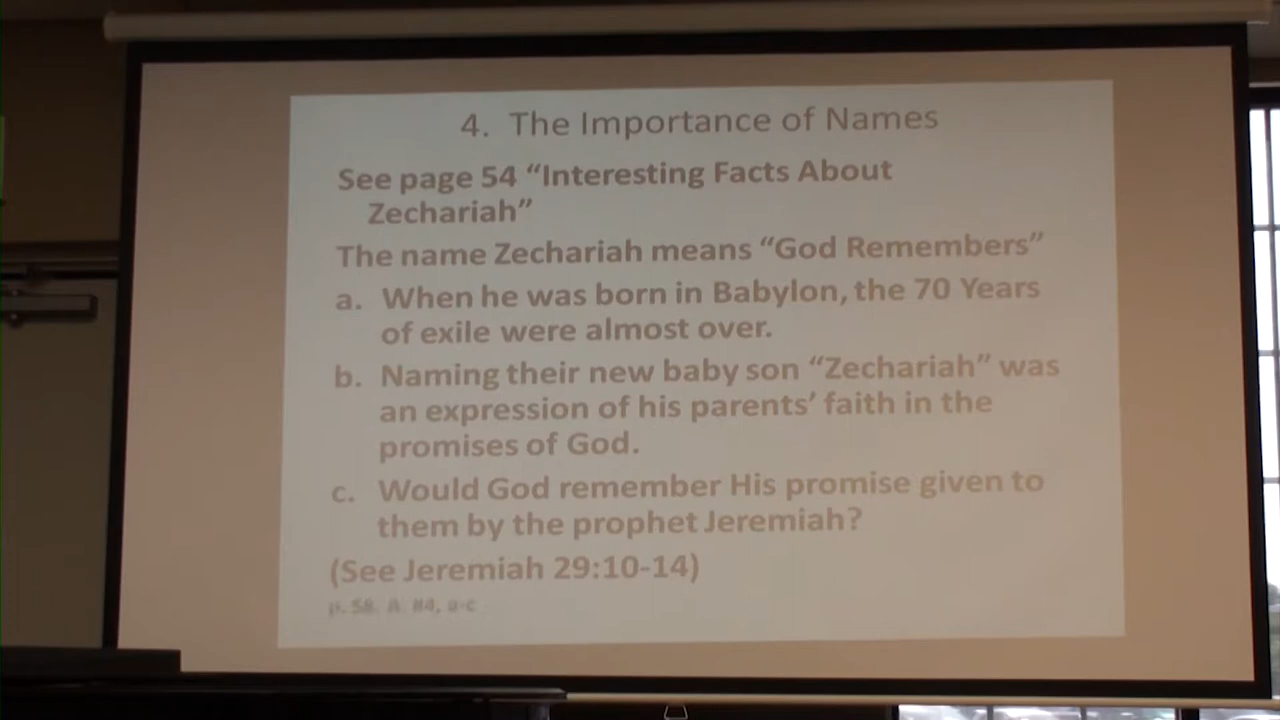 4. The Importance of Names
See page 54 “Interesting Facts About
Zechariah”
The name Zechariah means “God Remembers”
a. When he was born in Babylon, the 70 Years
of exile were almost over.
b. Naming their new baby son “Zechariah” was
an expression of his parents’ faith in the
promises of God.
c. Would God remember His promise given to
them by the prophet Jeremiah?
(See Jeremiah 29:10-14)
p. 58. A. #4, a-c